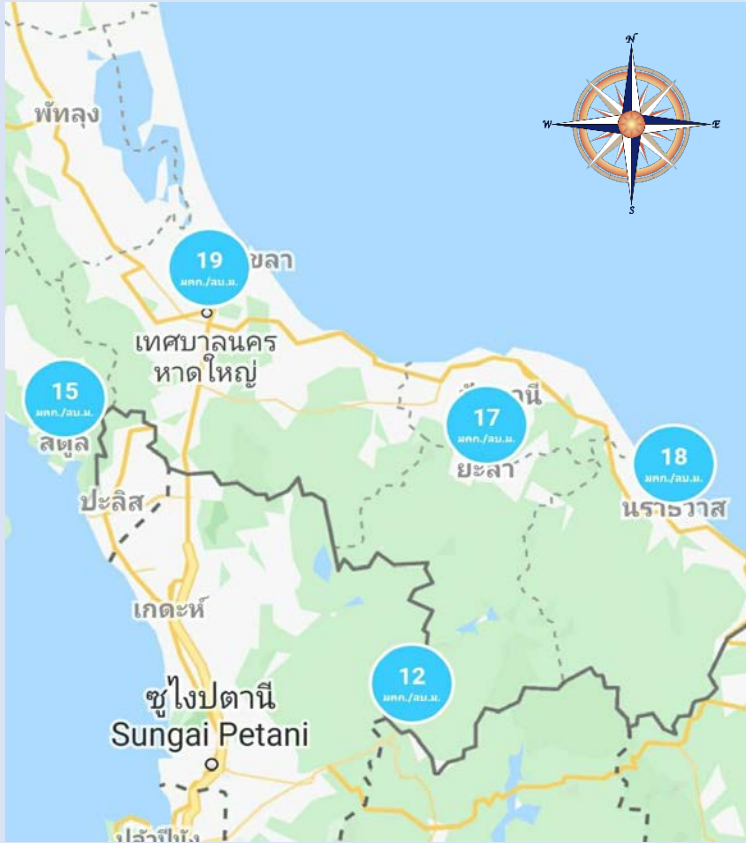 N
W E
S
พัทลุง
19
มคก./ลบ.ม.
ขลา
เทศบาลนคร
หาดใหญ่
15
มคก./ลบ.ม.
สตูล
17
มคก./ลบ.ม.
านี
ยะลา
18
มคก./ลบ.ม.
นราธิวาส
ปะลิส
เกดะห์
12
มคก./ลบ.ม.
ซูไงปตานี
Sungai Petani